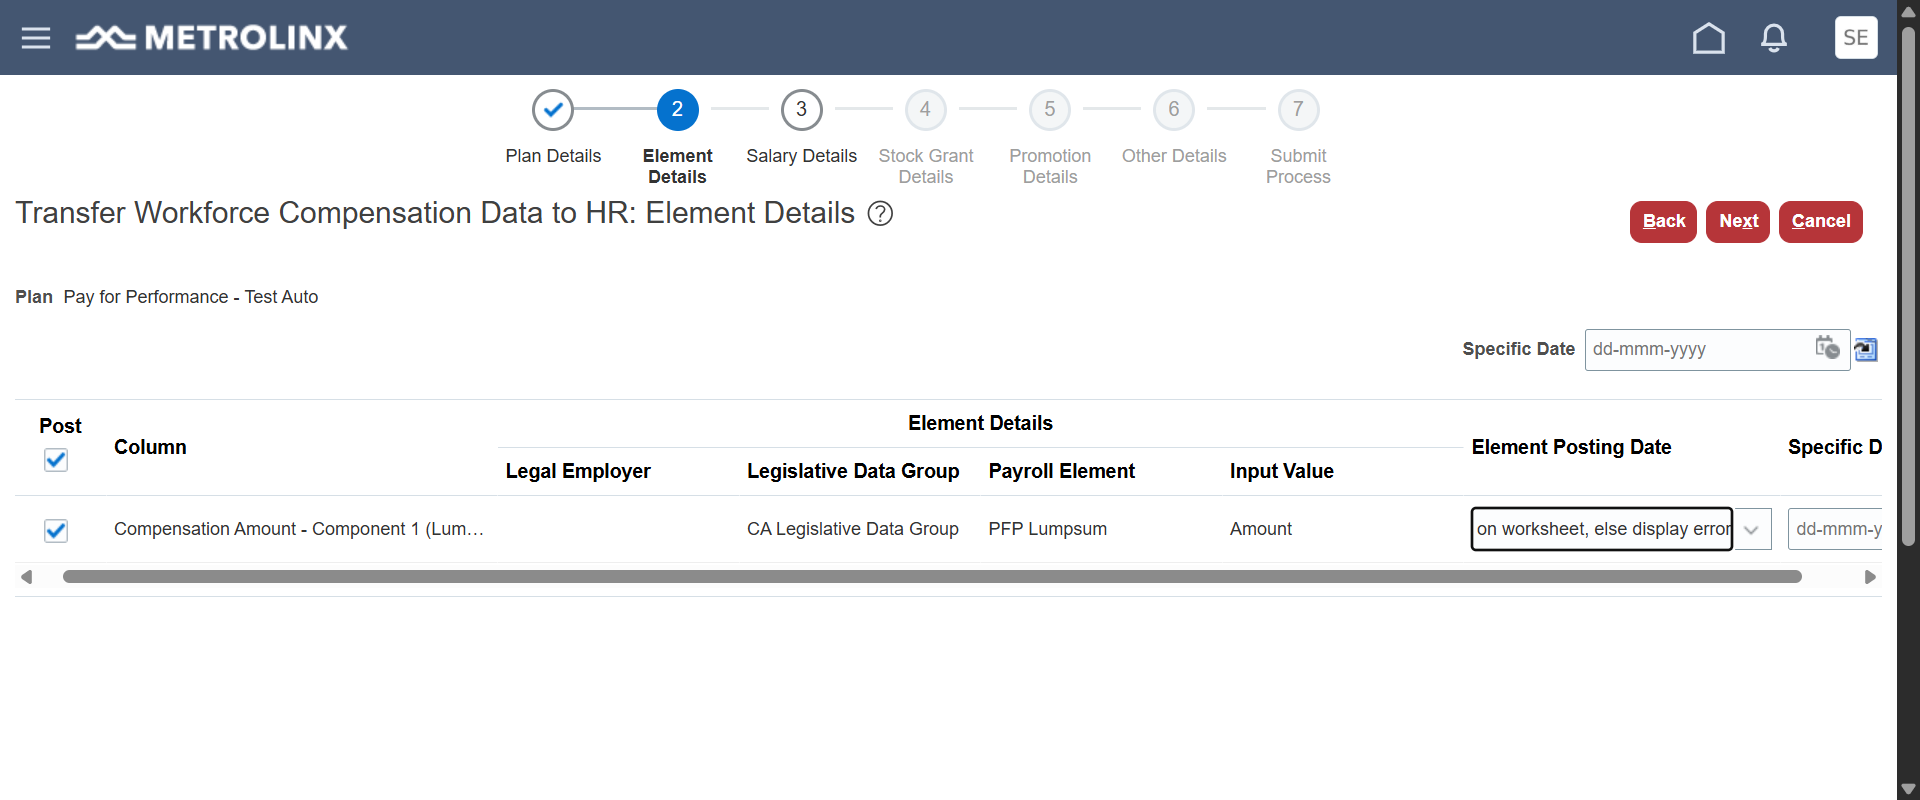 METROLINX
SE
2 3 4 5 6 7
Plan Details
Element Details
Salary Details
Stock Grant Details
Promotion Details
Other Details
Submit Process
Transfer Workforce Compensation Data to HR: Element Details ?
Back Next Cancel
Plan Pay for Performance - Test Auto
Specific Date dd-mmm-yyyy
Post
Column
Element Details
Element Posting Date
Specific D
Legal Employer Legislative Data Group Payroll Element Input Value
Compensation Amount - Component 1 (Lum… CA Legislative Data Group PFP Lumpsum Amount on worksheet, else display error dd-mmm-y